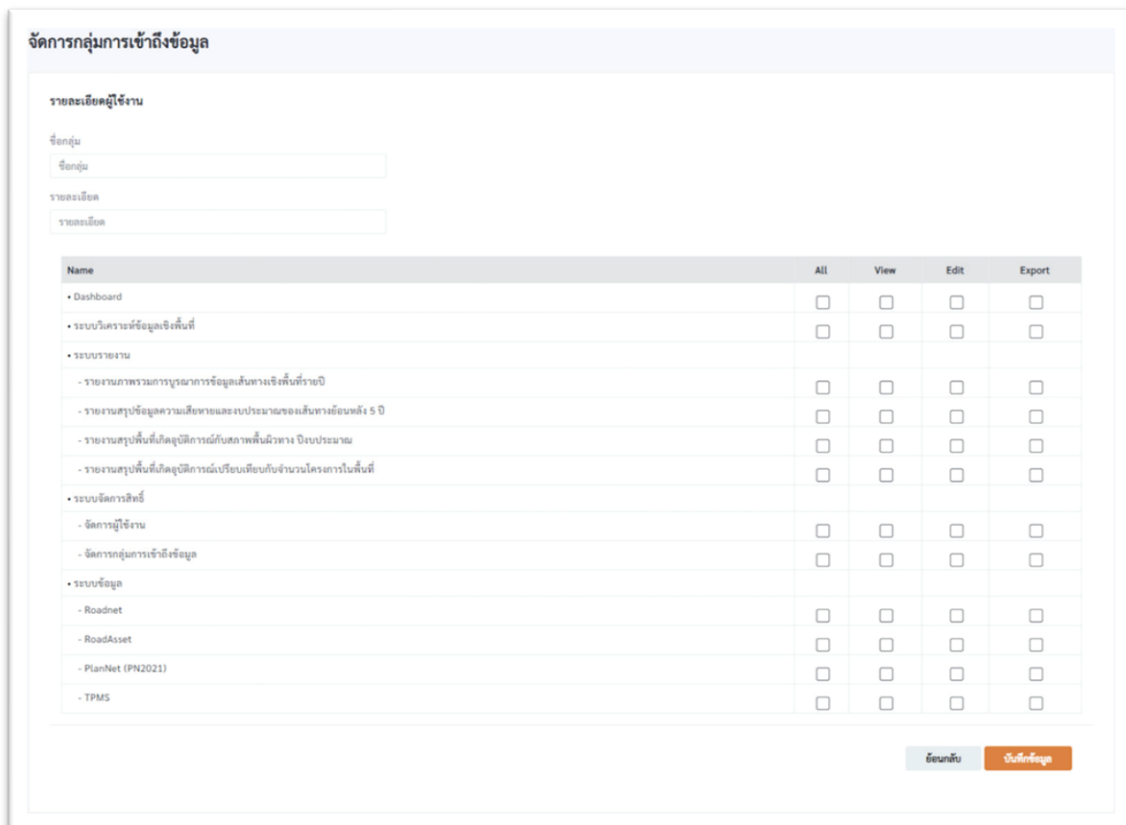 จัดการกลุ่มการเข้าถึงข้อมูล
รายละเอียดผู้ใช้งาน
ชื่อกลุ่ม
ชื่อกลุ่ม
รายละเอียด
รายละเอียด
Name All View Edit Export
• Dashboard
• ระบบวิเคราะห์ข้อมูลเชิงพื้นที่
• ระบบรายงาน
- รายงานภาพรวมการบูรณาการข้อมูลเส้นทางเชิงพื้นที่รายปี
- รายงานสรุปข้อมูลความเสียหายและงบประมาณของเส้นทางย้อนหลัง 5 ปี
- รายงานสรุปพื้นที่เกิดอุบัติการณ์กับสภาพพื้นผิวทาง ปีงบประมาณ
- รายงานสรุปพื้นที่เกิดอุบัติการณ์เปรียบเทียบกับจำนวนโครงการในพื้นที่
• ระบบจัดการสิทธิ์
- จัดการผู้ใช้งาน
- จัดการกลุ่มการเข้าถึงข้อมูล
• ระบบข้อมูล
- Roadnet
- RoadAsset
- PlanNet (PN2021)
- TPMS
ย้อนกลับ บันทึกข้อมูล